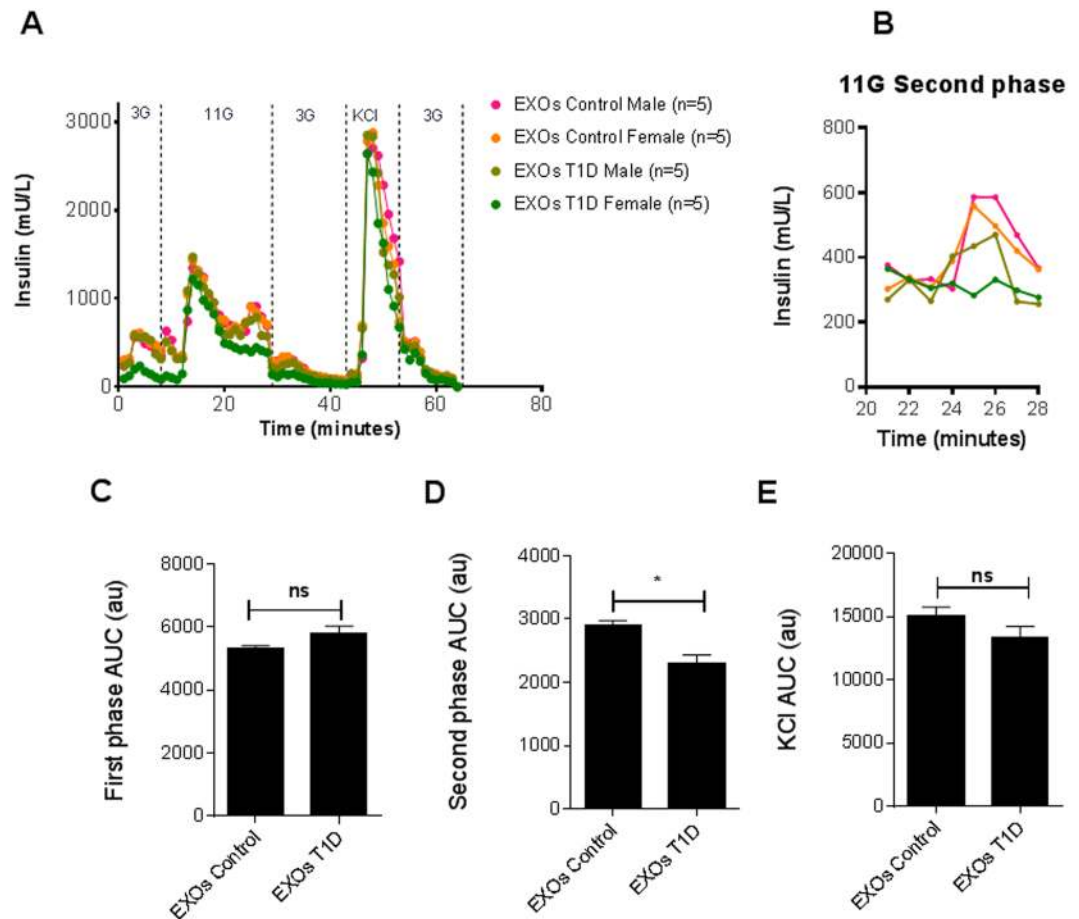 A
3G
11G
3G
KCl
3G
Insulin (mU/L)
3000
2000
1000
0
0
20
40
60
80
Time (minutes)
EXOs Control Male (n=5)
EXOs Control Female (n=5)
EXOs T1D Male (n=5)
EXOs T1D Female (n=5)
B
11G Second phase
Insulin (mU/L)
800
600
400
200
0
20
22
24
26
28
Time (minutes)
C
First phase AUC (au)
8000
6000
4000
2000
0
ns
EXOs Control
EXOs T1D
D
Second phase AUC (au)
4000
3000
2000
1000
0
*
EXOs Control
EXOs T1D
E
KCl AUC (au)
20000
15000
10000
5000
0
ns
EXOs Control
EXOs T1D